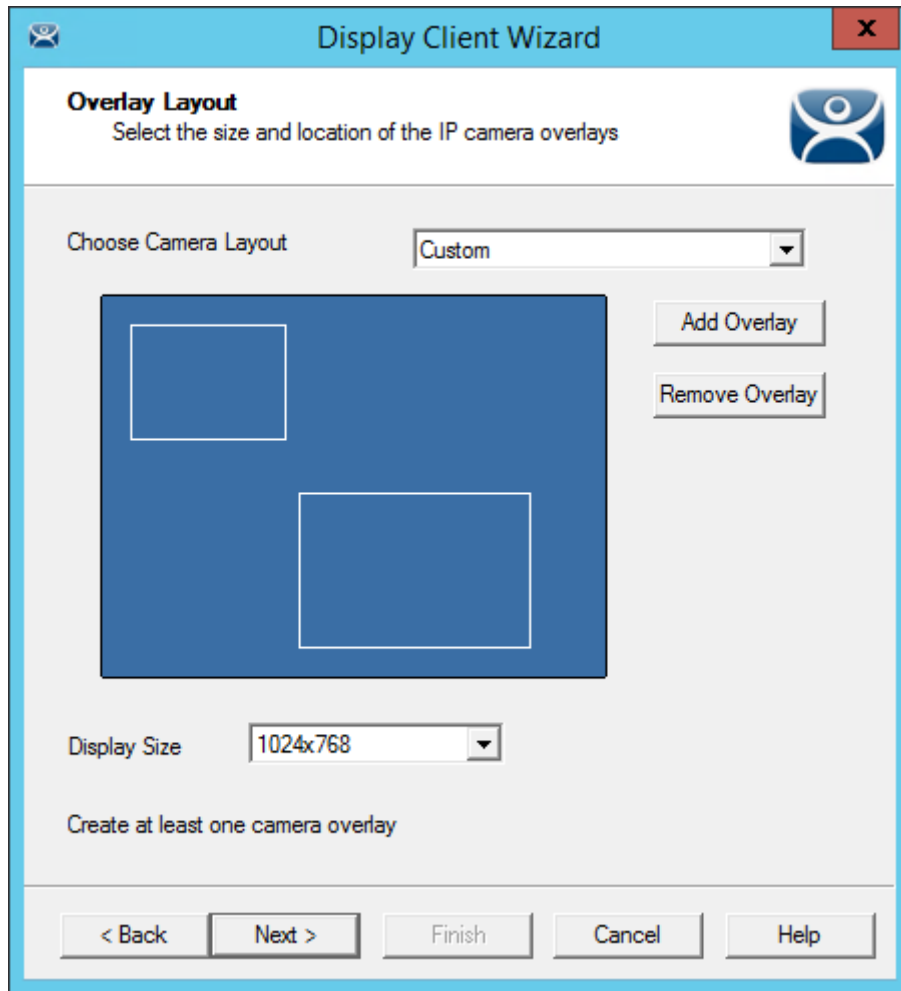 Display Client Wizard
x
Overlay Layout
Select the size and location of the IP camera overlays
Choose Camera Layout
Custom
Add Overlay
Remove Overlay
Display Size
1024x768
Create at least one camera overlay
< Back
Next >
Finish
Cancel
Help